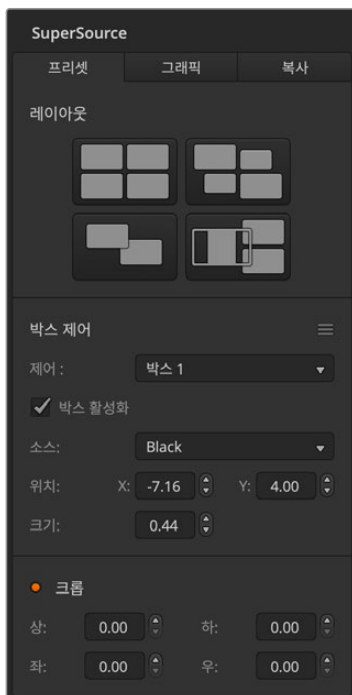 SuperSource
프리셋 그래픽 복사
레이아웃
박스 제어
제어 : 박스 1
박스 활성화
소스: Black
위치: X: -7.16 Y: 4.00
크기: 0.44
크롭
상: 0.00 하: 0.00
좌: 0.00 우: 0.00